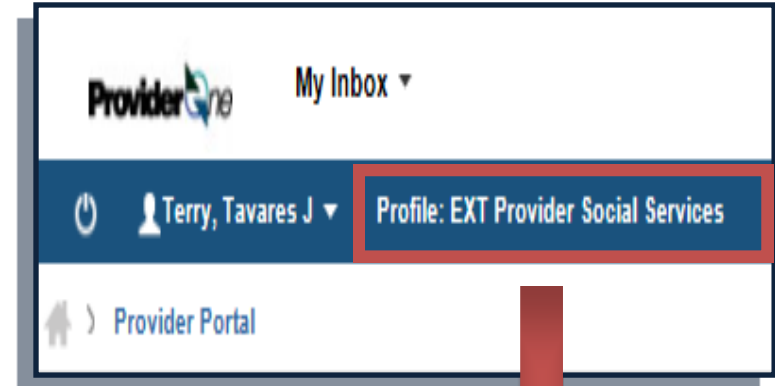 ProviderOne My Inbox
Terry, Tavares J Profile: EXT Provider Social Services
Provider Portal